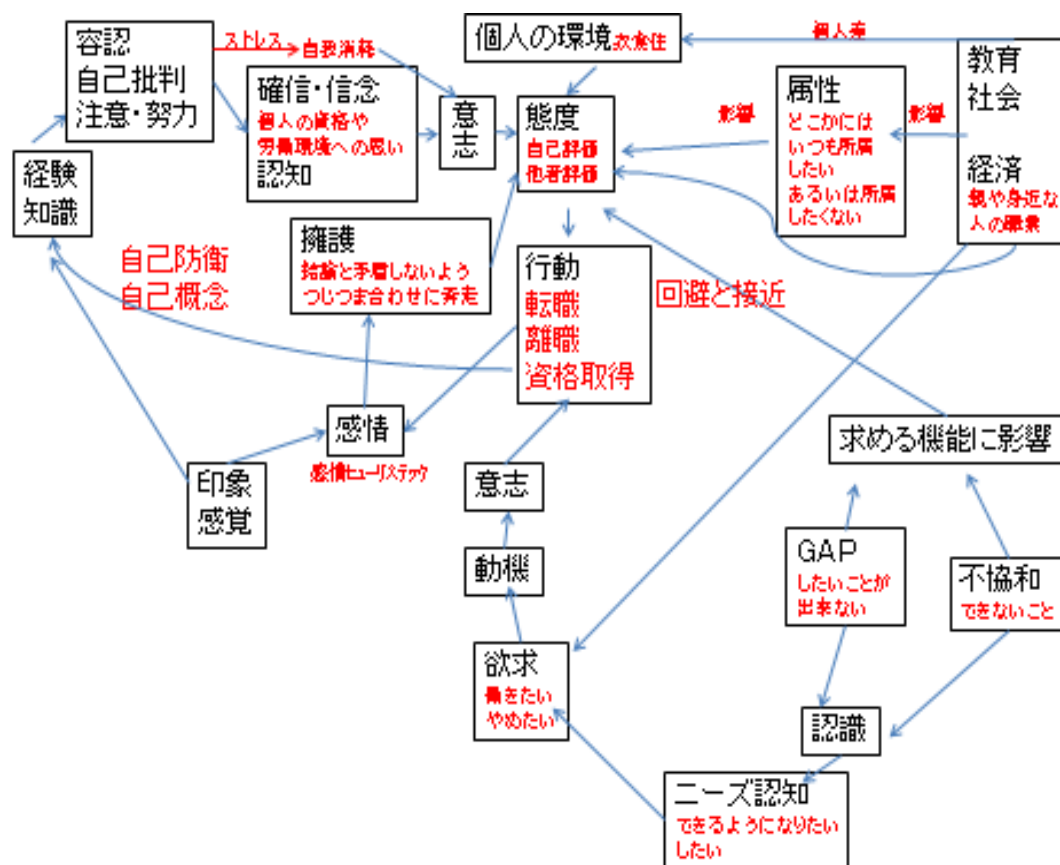 容認
自己批判
注意・努力
ストレス
自我消耗
確信・信念
個人の資格や
労働環境への思い
認知
意志
個人の環境 衣食住
個人差
態度
自己評価
他者評価
影響
属性
どこかには
いつも所属
したい
あるいは所属
したくない
影響
教育
社会
経済
親や身近な
人の職業
経験
知識
自己防衛
自己概念
擁護
結論と矛盾しないよう
つじつま合わせに奔走
行動
転職
離職
資格取得
回避と接近
感情
感情ヒューリステック
印象
感覚
意志
動機
欲求
働きたい
やめたい
求める機能に影響
GAP
したいことが
出来ない
不協和
できないこと
認識
ニーズ認知
できるようになりたい
したい